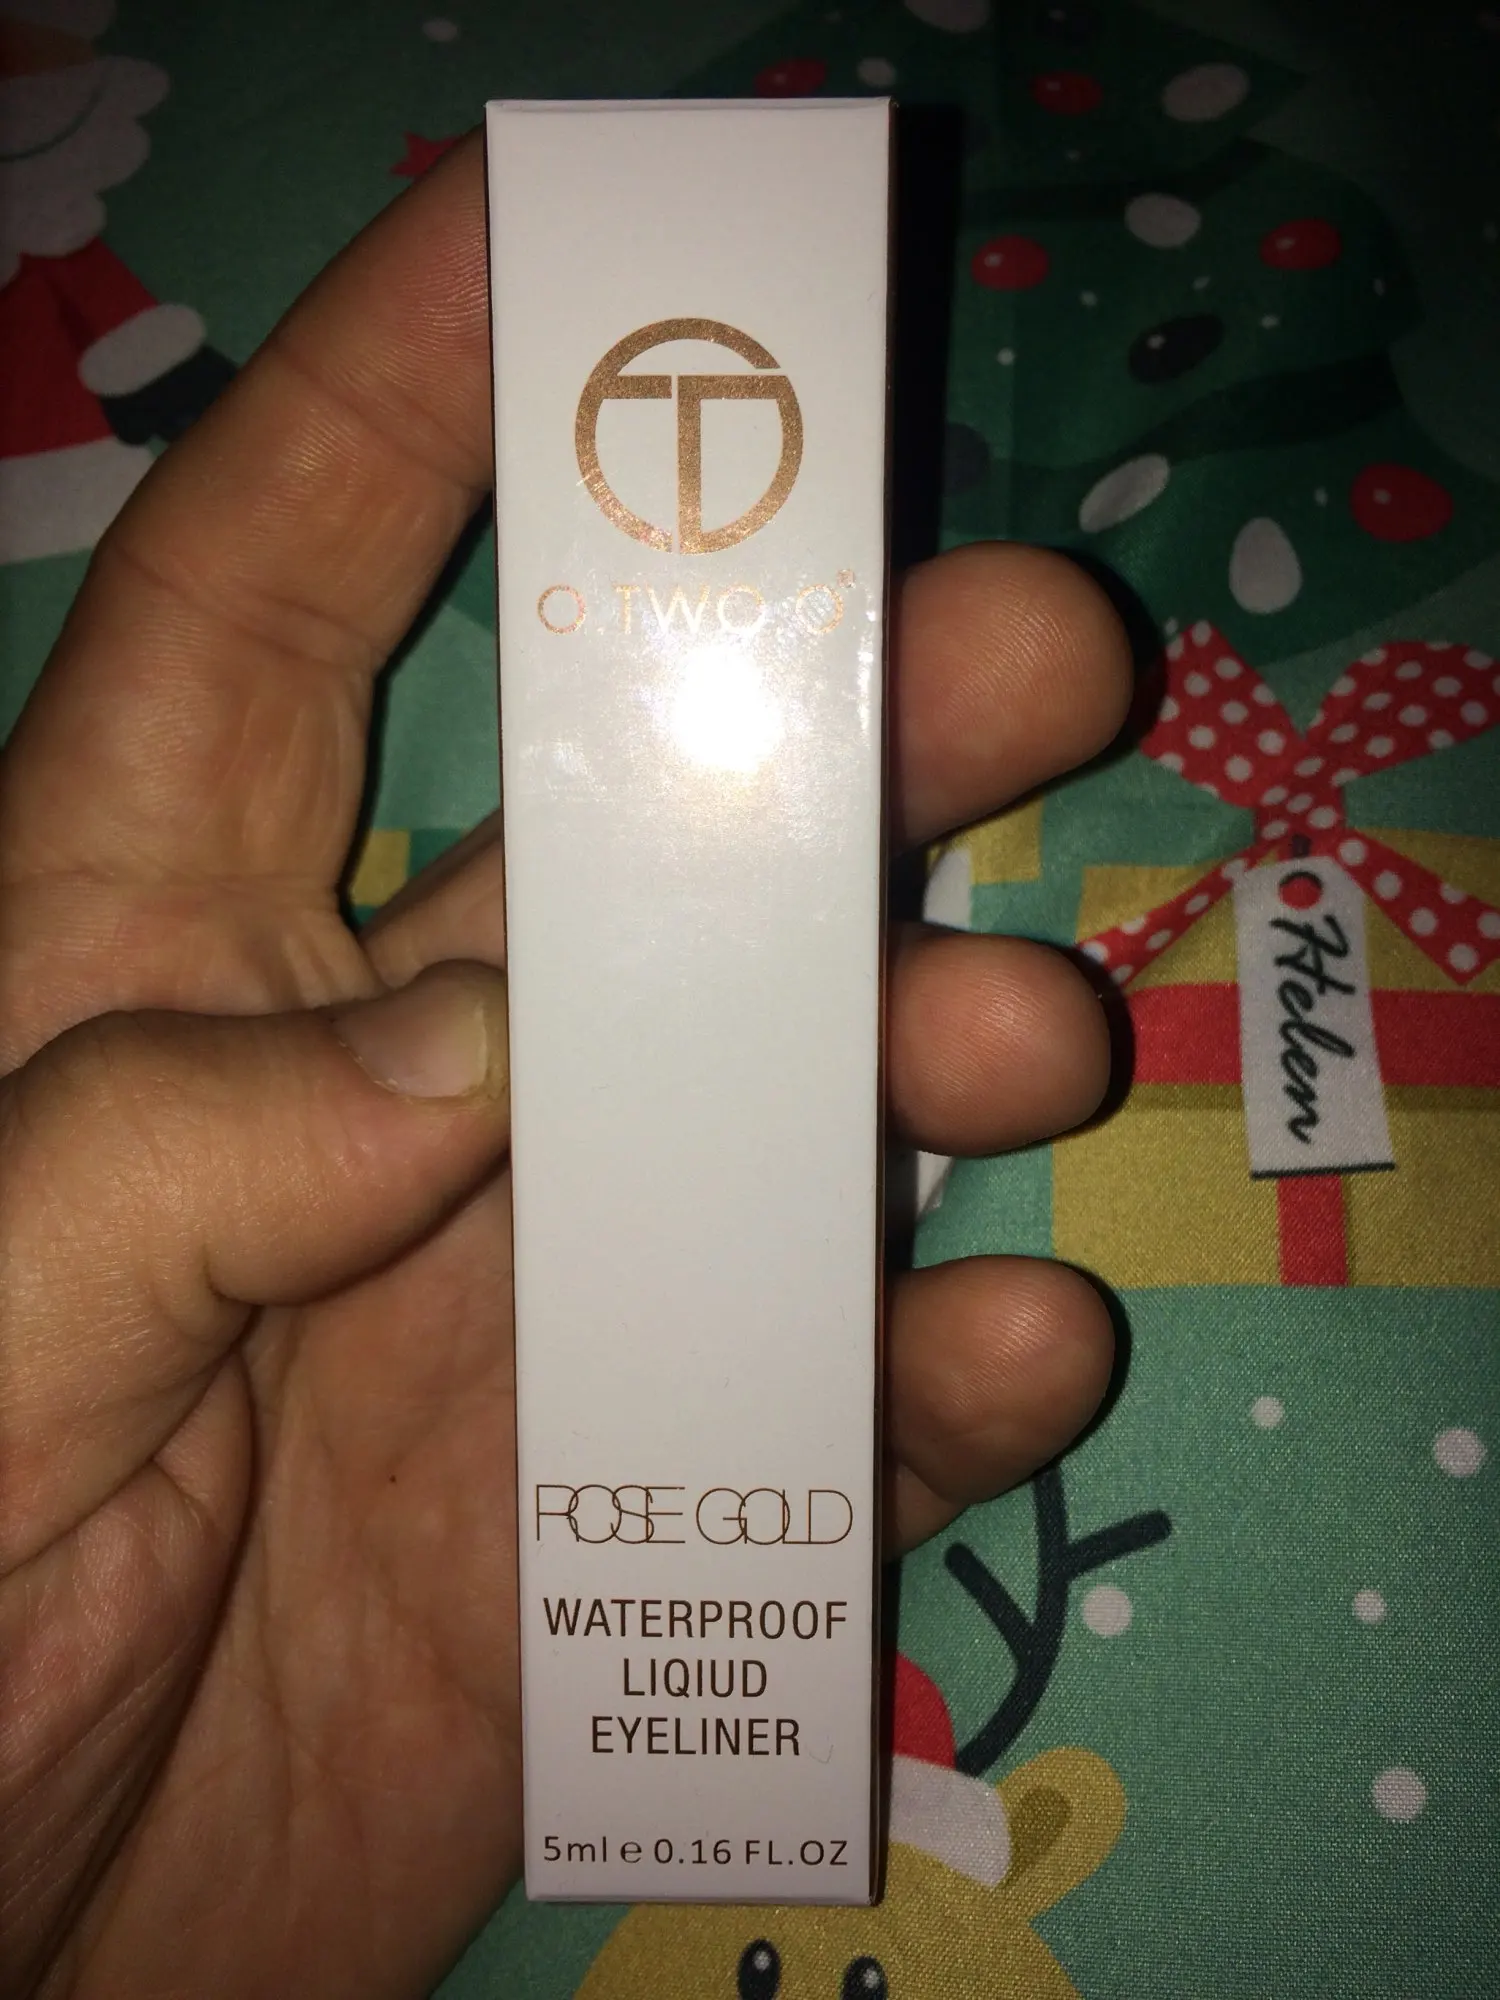 O.TWO.O®
ROSE GOLD
WATERPROOF
LIQIUD
EYELINER
5ml ℮ 0.16 FL.OZ
Helen